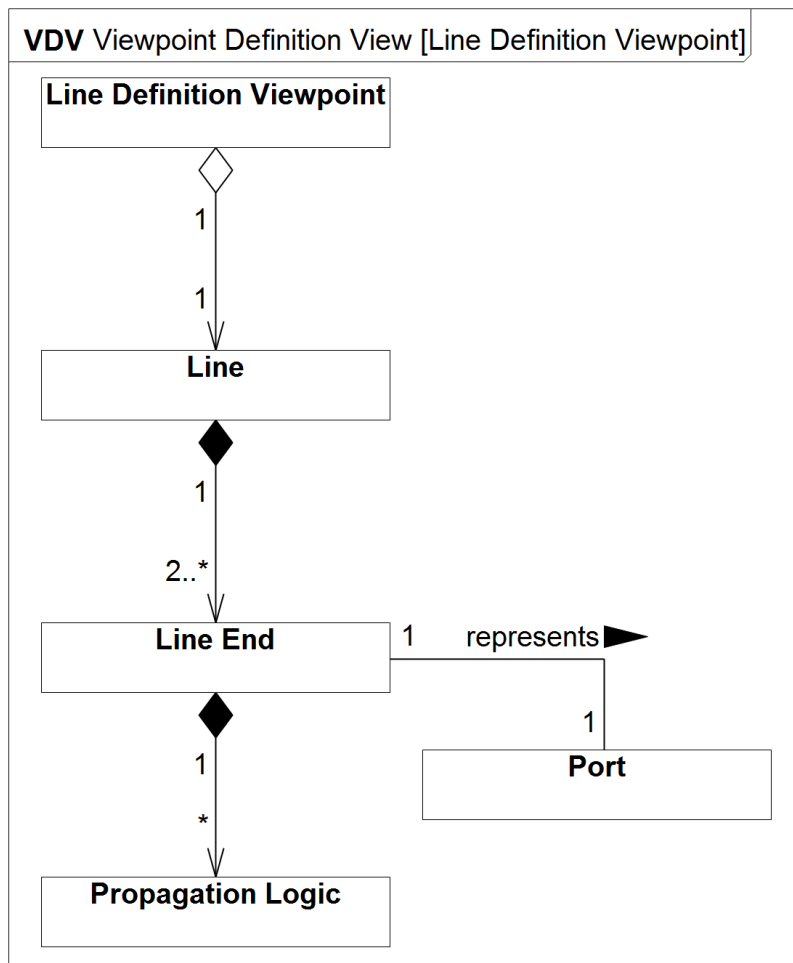 VDV Viewpoint Definition View [Line Definition Viewpoint]
Line Definition Viewpoint
1
1
Line
1
2..*
Line End
1 represents
1
Port
1
*
Propagation Logic